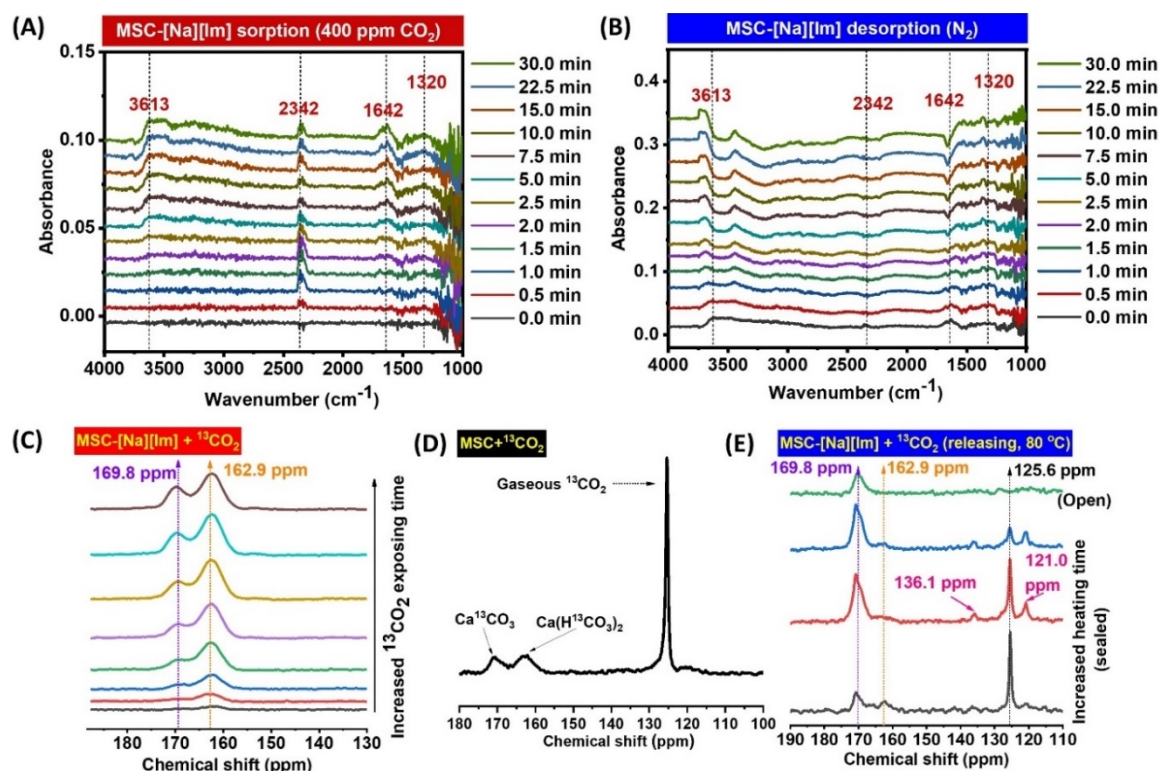 (A)
MSC-[Na][Im] sorption (400 ppm CO₂)
0.15
0.10
0.05
0.00
Absorbance
3613
2342
1642
1320
30.0 min
22.5 min
15.0 min
10.0 min
7.5 min
5.0 min
2.5 min
2.0 min
1.5 min
1.0 min
0.5 min
0.0 min
4000 3500 3000 2500 2000 1500 1000
Wavenumber (cm⁻¹)
(B)
MSC-[Na][Im] desorption (N₂)
0.4
0.3
0.2
0.1
0.0
Absorbance
3613
2342
1642
1320
30.0 min
22.5 min
15.0 min
10.0 min
7.5 min
5.0 min
2.5 min
2.0 min
1.5 min
1.0 min
0.5 min
0.0 min
4000 3500 3000 2500 2000 1500 1000
Wavenumber (cm⁻¹)
(C)
MSC-[Na][Im] + ¹³CO₂
169.8 ppm
162.9 ppm
Increased ¹³CO₂ exposing time
180 170 160 150 140 130
Chemical shift (ppm)
(D)
MSC+¹³CO₂
Gaseous ¹³CO₂
Ca¹³CO₃
Ca(H¹³CO₃)₂
180 170 160 150 140 130 120 110 100
Chemical shift (ppm)
(E)
MSC-[Na][Im] + ¹³CO₂ (releasing, 80 °C)
169.8 ppm
162.9 ppm
125.6 ppm
(Open)
136.1 ppm
121.0
ppm
Increased heating time
(sealed)
190 180 170 160 150 140 130 120 110
Chemical shift (ppm)